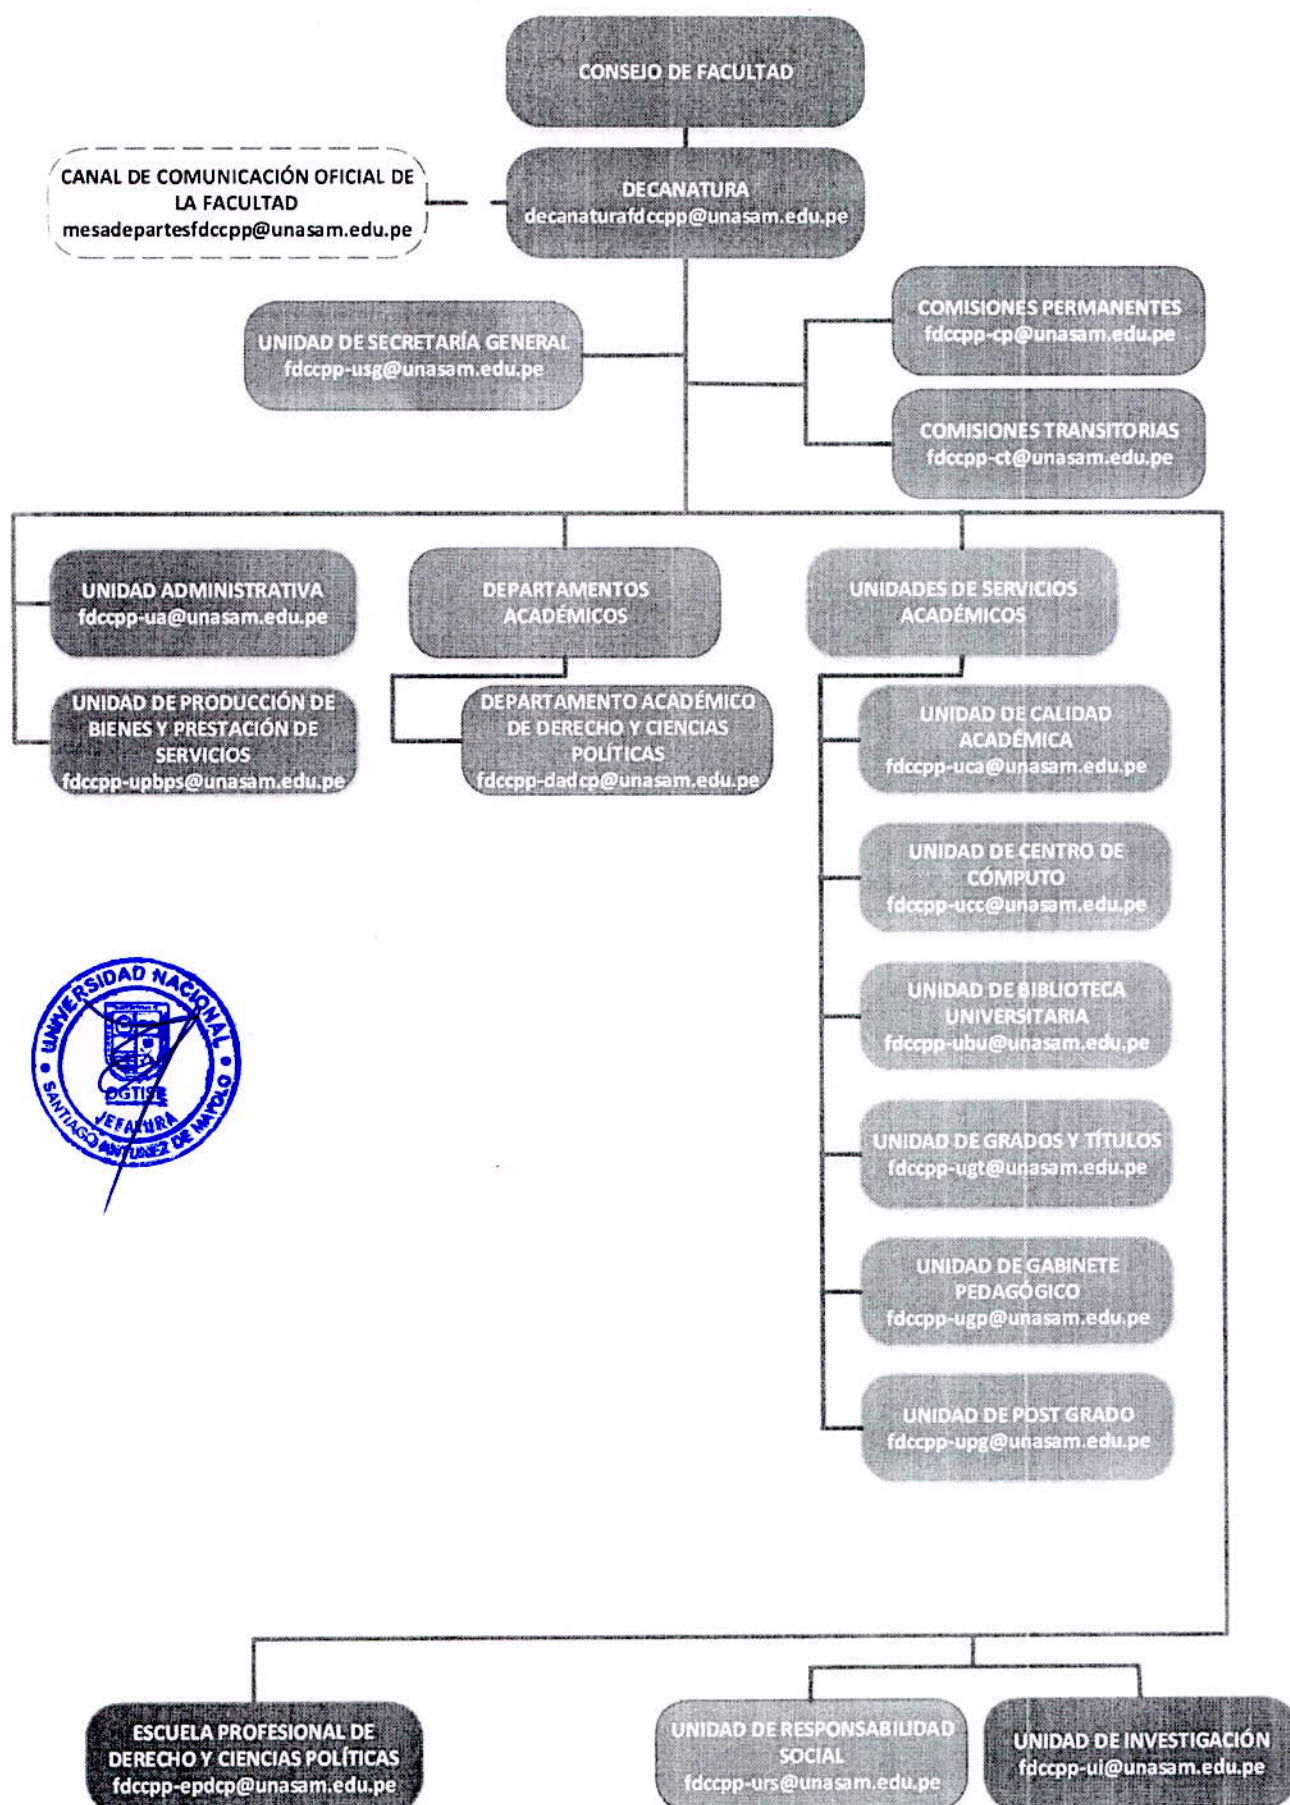 CONSEJO DE FACULTAD
CANAL DE COMUNICACIÓN OFICIAL DE
LA FACULTAD
mesadepartesfdccpp@unasam.edu.pe
DECANATURA
decanaturafdccpp@unasam.edu.pe
UNIDAD DE SECRETARÍA GENERAL
fdccpp-usg@unasam.edu.pe
COMISIONES PERMANENTES
fdccpp-cp@unasam.edu.pe
COMISIONES TRANSITORIAS
fdccpp-ct@unasam.edu.pe
UNIDAD ADMINISTRATIVA
fdccpp-ua@unasam.edu.pe
UNIDAD DE PRODUCCIÓN DE
BIENES Y PRESTACIÓN DE
SERVICIOS
fdccpp-upbps@unasam.edu.pe
DEPARTAMENTOS
ACADÉMICOS
DEPARTAMENTO ACADÉMICO
DE DERECHO Y CIENCIAS
POLÍTICAS
fdccpp-dadcp@unasam.edu.pe
UNIDADES DE SERVICIOS
ACADÉMICOS
UNIDAD DE CALIDAD
ACADÉMICA
fdccpp-uca@unasam.edu.pe
UNIDAD DE CENTRO DE
CÓMPUTO
fdccpp-ucc@unasam.edu.pe
UNIDAD DE BIBLIOTECA
UNIVERSITARIA
fdccpp-ubu@unasam.edu.pe
UNIDAD DE GRADOS Y TÍTULOS
fdccpp-ugt@unasam.edu.pe
UNIDAD DE GABINETE
PEDAGÓGICO
fdccpp-ugp@unasam.edu.pe
UNIDAD DE POST GRADO
fdccpp-upg@unasam.edu.pe
UNIVERSIDAD NACIONAL
SANTIAGO ANTUNEZ DE MAYOLO
JEFATURA
ESCUELA PROFESIONAL DE
DERECHO Y CIENCIAS POLÍTICAS
fdccpp-epdcp@unasam.edu.pe
UNIDAD DE RESPONSABILIDAD
SOCIAL
fdccpp-urs@unasam.edu.pe
UNIDAD DE INVESTIGACIÓN
fdccpp-ui@unasam.edu.pe